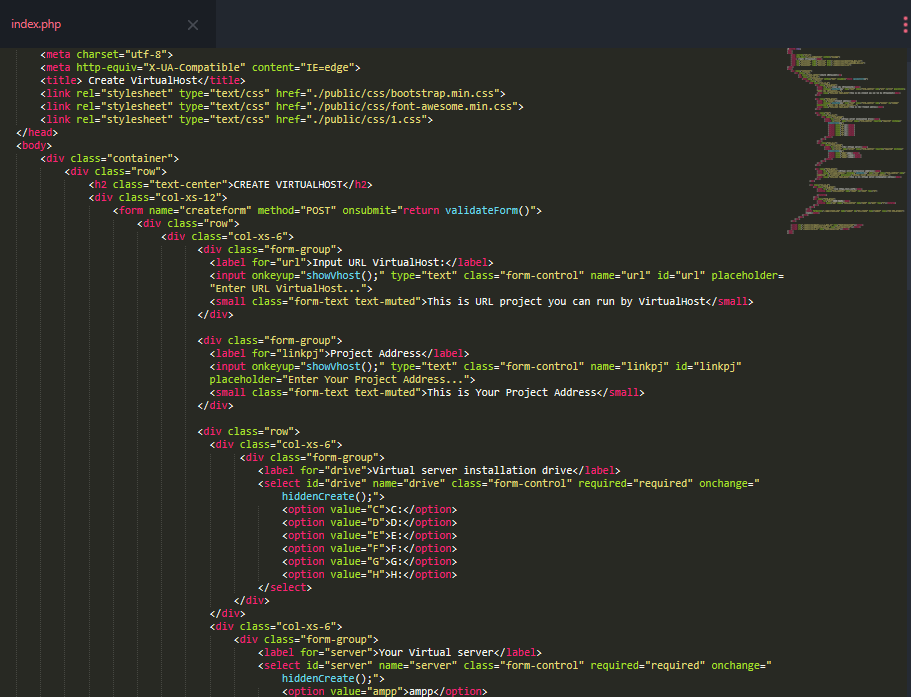 index.php
<meta charset="utf-8">
<meta http-equiv="X-UA-Compatible" content="IE=edge">
<title> Create VirtualHost</title>
<link rel="stylesheet" type="text/css" href="./public/css/bootstrap.min.css">
<link rel="stylesheet" type="text/css" href="./public/css/font-awesome.min.css">
<link rel="stylesheet" type="text/css" href="./public/css/1.css">
</head>
<body>
<div class="container">
<div class="row">
<h2 class="text-center">CREATE VIRTUALHOST</h2>
<div class="col-xs-12">
<form name="createform" method="POST" onsubmit="return validateForm()">
<div class="row">
<div class="col-xs-6">
<div class="form-group">
<label for="url">Input URL VirtualHost:</label>
<input onkeyup="showVhost();" type="text" class="form-control" name="url" id="url" placeholder=
"Enter URL VirtualHost...">
<small class="form-text text-muted">This is URL project you can run by VirtualHost</small>
</div>
<div class="form-group">
<label for="linkpj">Project Address</label>
<input onkeyup="showVhost();" type="text" class="form-control" name="linkpj" id="linkpj"
placeholder="Enter Your Project Address...">
<small class="form-text text-muted">This is Your Project Address</small>
</div>
<div class="row">
<div class="col-xs-6">
<div class="form-group">
<label for="drive">Virtual server installation drive</label>
<select id="drive" name="drive" class="form-control" required="required" onchange="
hiddenCreate();">
<option value="C">C:</option>
<option value="D">D:</option>
<option value="E">E:</option>
<option value="F">F:</option>
<option value="G">G:</option>
<option value="H">H:</option>
</select>
</div>
</div>
<div class="col-xs-6">
<div class="form-group">
<label for="server">Your Virtual server</label>
<select id="server" name="server" class="form-control" required="required" onchange="
hiddenCreate();">
<option value="ampp">ampp</option>